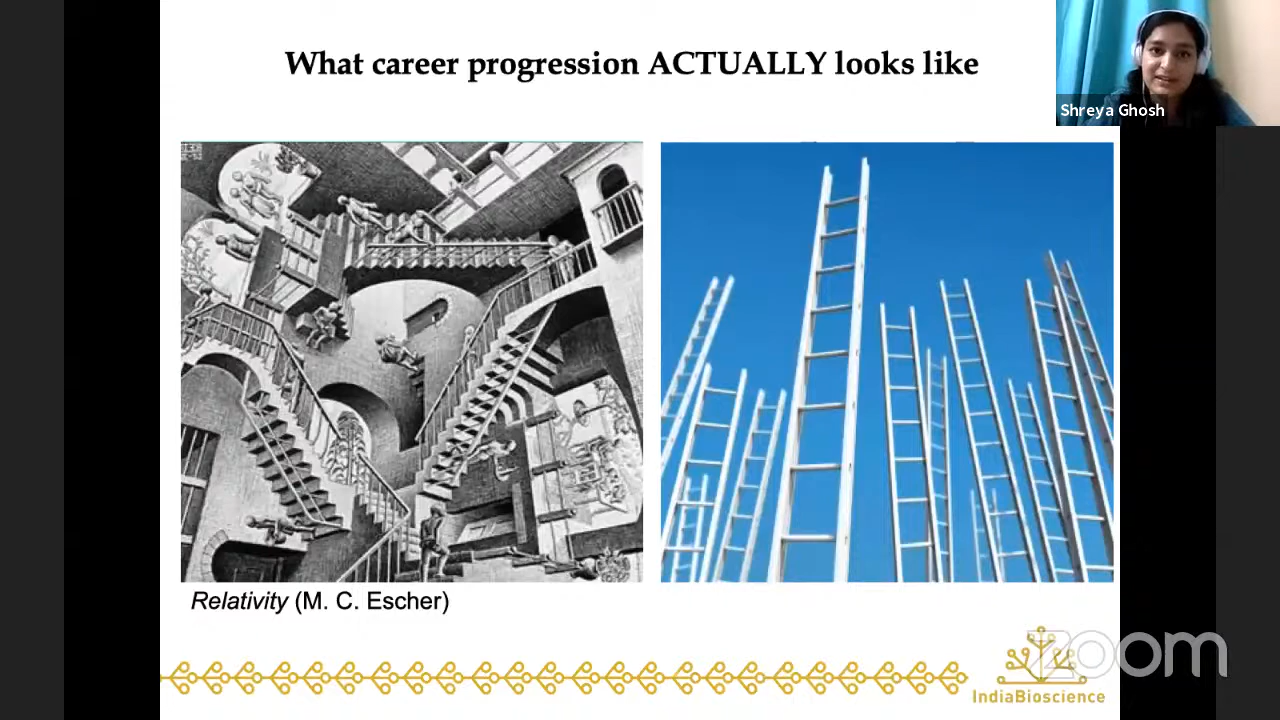 What career progression ACTUALLY looks like
Shreya Ghosh
Relativity (M. C. Escher)
zoom
IndiaBioscience